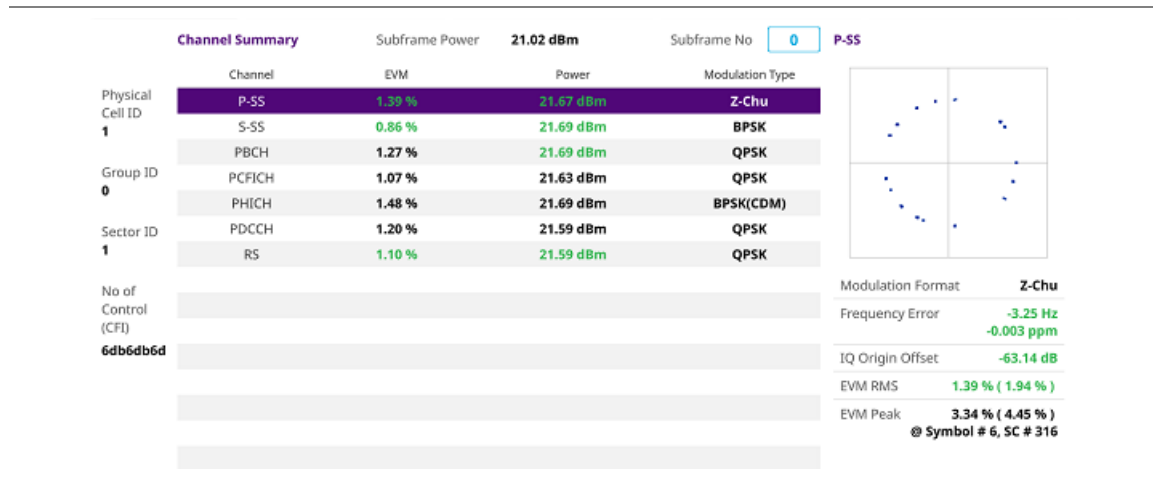 Channel Summary Subframe Power 21.02 dBm Subframe No 0 P-SS
Channel EVM Power Modulation Type
Physical
Cell ID
1
Group ID
0
Sector ID
1
No of
Control
(CFI)
6db6db6d
P-SS 1.39 % 21.67 dBm Z-Chu
S-SS 0.86 % 21.69 dBm BPSK
PBCH 1.27 % 21.69 dBm QPSK
PCFICH 1.07 % 21.63 dBm QPSK
PHICH 1.48 % 21.69 dBm BPSK(CDM)
PDCCH 1.20 % 21.59 dBm QPSK
RS 1.10 % 21.59 dBm QPSK
Modulation Format Z-Chu
Frequency Error -3.25 Hz
-0.003 ppm
IQ Origin Offset -63.14 dB
EVM RMS 1.39 % ( 1.94 % )
EVM Peak 3.34 % ( 4.45 % )
@ Symbol # 6, SC # 316